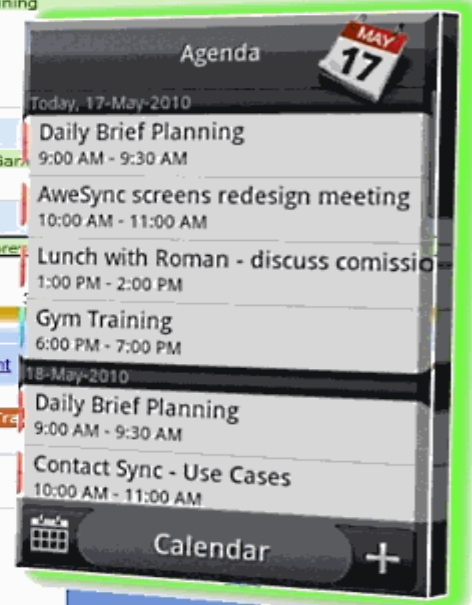 ning
Agenda
MAY
17
Today, 17-May-2010
Daily Brief Planning
9:00 AM - 9:30 AM
AweSync screens redesign meeting
10:00 AM - 11:00 AM
Lunch with Roman - discuss comissio
1:00 PM - 2:00 PM
Gym Training
6:00 PM - 7:00 PM
18-May-2010
Daily Brief Planning
9:00 AM - 9:30 AM
Contact Sync - Use Cases
10:00 AM - 11:00 AM
Calendar